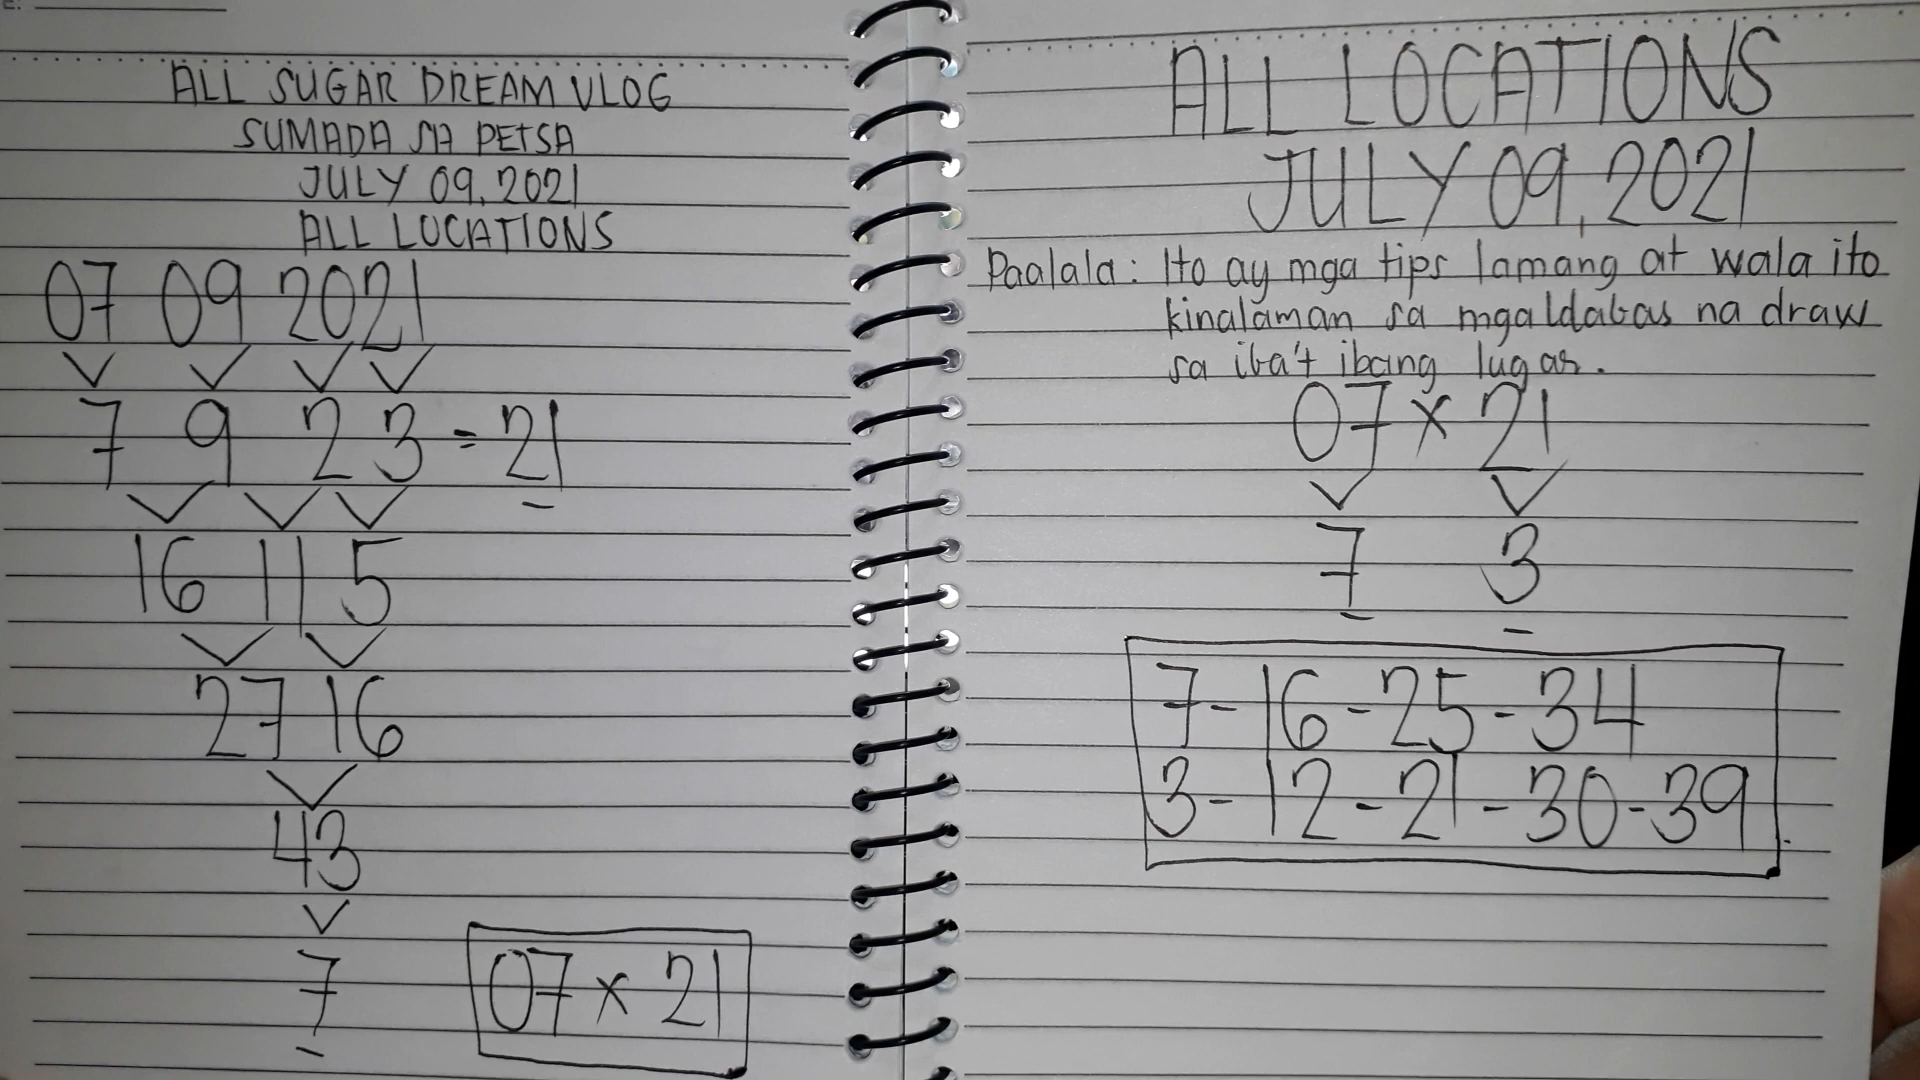 ALL SUGAR DREAM VLOG
SUMADA SA PETSA
JULY 09, 2021
ALL LOCATIONS
07 09 2021
7 9 2 3 = 21
16 11 5
27 16
43
7
07 x 21
ALL LOCATIONS
JULY 09, 2021
Paalala: Ito ay mga tips lamang at wala ito
kinalaman sa mga ldabas na draw
sa iba't ibang lugar.
07 x 21
7 3
7-16-25-34
3-12-21-30-39